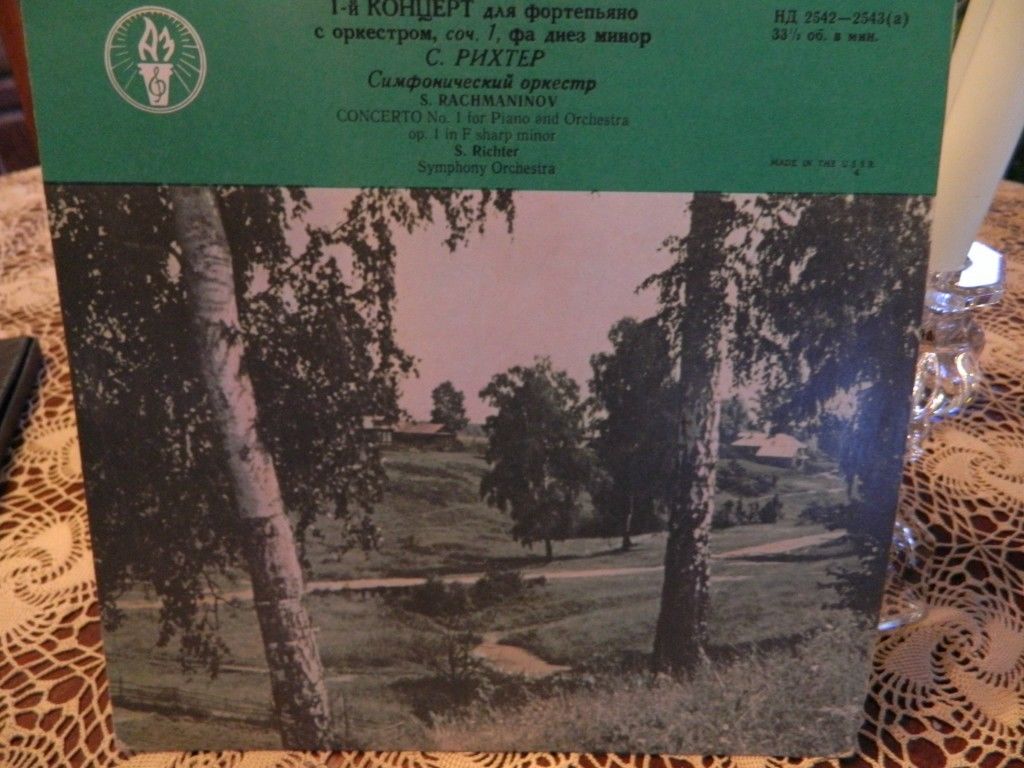 1-й КОНЦЕРТ для фортепьяно
с оркестром, соч. 1, фа диез минор
С. РИХТЕР
Симфонический оркестр
S. RACHMANINOV
CONCERTO No. 1 for Piano and Orchestra
op. 1 in F sharp minor
S. Richter
Symphony Orchestra
НД 2542—2543(а)
33⅓ об. в мин.
MADE IN THE U.S.S.R.
4
АЗ